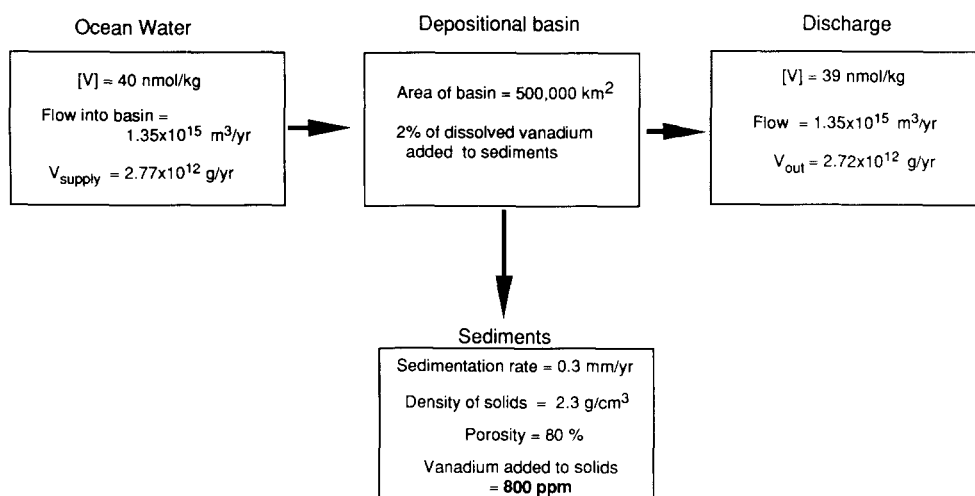 Ocean Water
[V] = 40 nmol/kg
Flow into basin =
1.35x10^15 m^3/yr
V_supply = 2.77x10^12 g/yr
Depositional basin
Area of basin = 500,000 km^2
2% of dissolved vanadium
added to sediments
Discharge
[V] = 39 nmol/kg
Flow = 1.35x10^15 m^3/yr
V_out = 2.72x10^12 g/yr
Sediments
Sedimentation rate = 0.3 mm/yr
Density of solids = 2.3 g/cm^3
Porosity = 80 %
Vanadium added to solids
= 800 ppm